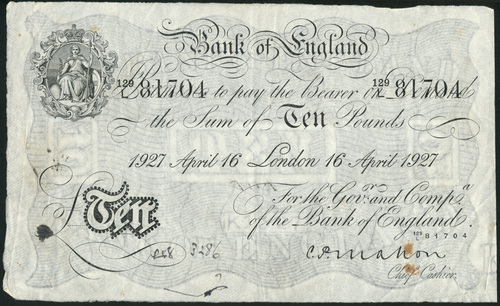 Bank of England
129/L 81704 129/L 81704
Promise to pay the Bearer on Demand
the Sum of Ten Pounds
1927 April 16 London 16 April 1927
For the Govr. and Compa.
of the Bank of England.
129/L 81704
£Ten
C.P. Mahon
Chief Cashier.
3286